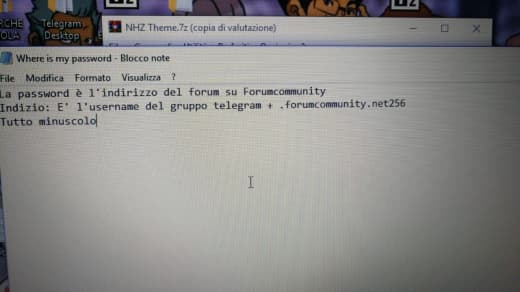 RCHE
OLA
Telegram
Desktop
NHZ Theme.7z (copia di valutazione)
Where is my password - Blocco note
File Modifica Formato Visualizza ?
La password è l'indirizzo del forum su Forumcommunity
Indizio: E' l'username del gruppo telegram + .forumcommunity.net256
Tutto minuscolo